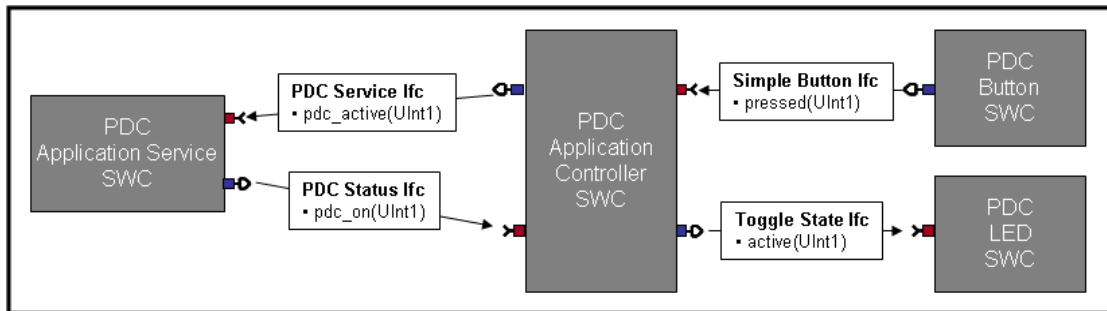 PDC
Application Service
SWC
PDC Service Ifc
▪ pdc_active(UInt1)
PDC Status Ifc
▪ pdc_on(UInt1)
PDC
Application
Controller
SWC
Simple Button Ifc
▪ pressed(UInt1)
Toggle State Ifc
▪ active(UInt1)
PDC
Button
SWC
PDC
LED
SWC